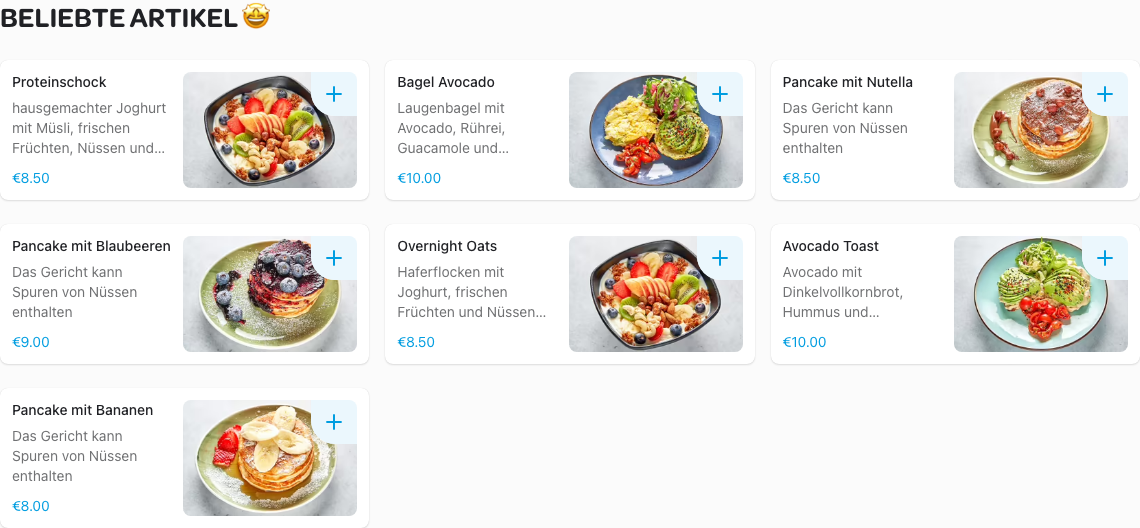 BELIEBTE ARTIKEL 🤩
Proteinschock
hausgemachter Joghurt
mit Müsli, frischen
Früchten, Nüssen und...
€8.50
Bagel Avocado
Laugenbagel mit
Avocado, Rührei,
Guacamole und...
€10.00
Pancake mit Nutella
Das Gericht kann
Spuren von Nüssen
enthalten
€8.50
Pancake mit Blaubeeren
Das Gericht kann
Spuren von Nüssen
enthalten
€9.00
Overnight Oats
Haferflocken mit
Joghurt, frischen
Früchten und Nüssen...
€8.50
Avocado Toast
Avocado mit
Dinkelvollkornbrot,
Hummus und...
€10.00
Pancake mit Bananen
Das Gericht kann
Spuren von Nüssen
enthalten
€8.00